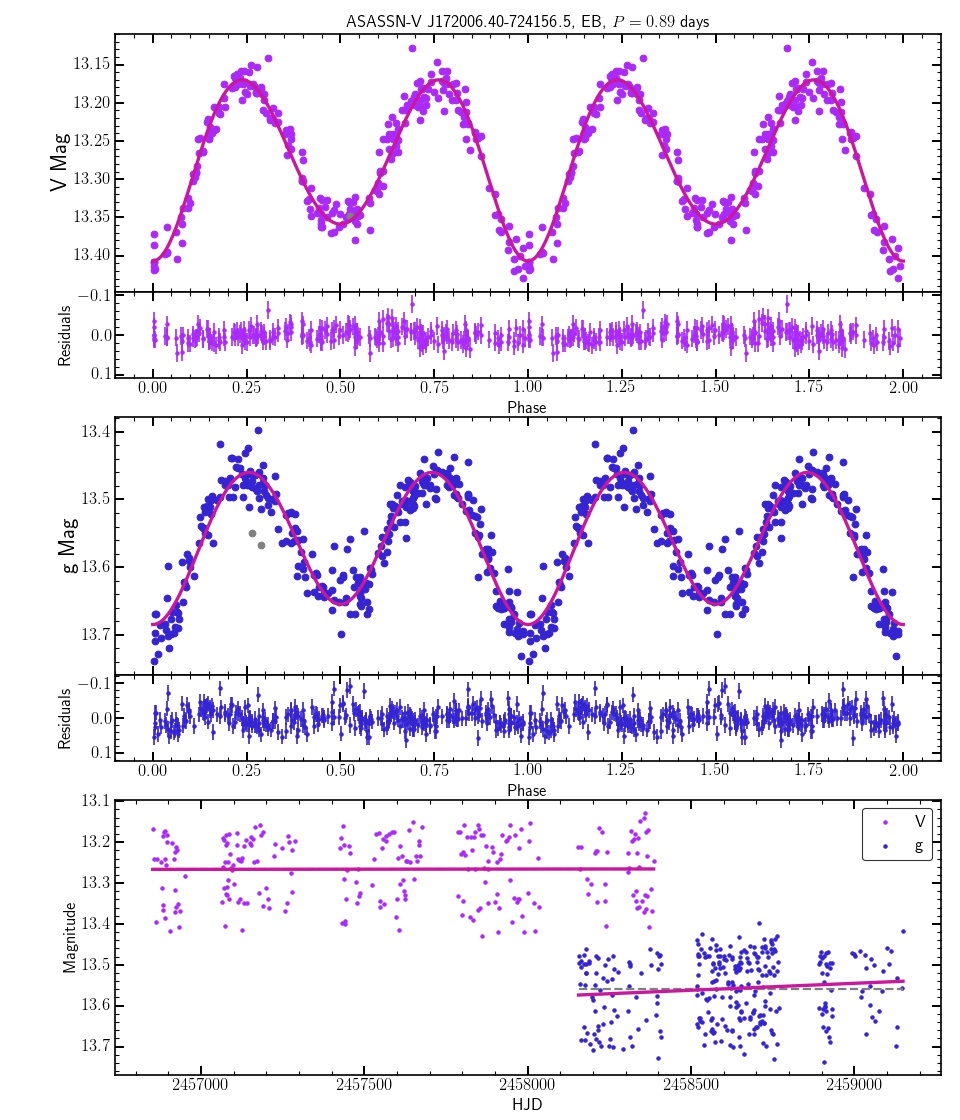 ASASSN-V J172006.40-724156.5, EB, P = 0.89 days
13.15
13.20
13.25
13.30
13.35
13.40
V Mag
−0.1
0.0
0.1
Residuals
0.00 0.25 0.50 0.75 1.00 1.25 1.50 1.75 2.00
Phase
13.4
13.5
13.6
13.7
g Mag
−0.1
0.0
0.1
Residuals
0.00 0.25 0.50 0.75 1.00 1.25 1.50 1.75 2.00
Phase
13.1
13.2
13.3
13.4
13.5
13.6
13.7
Magnitude
V
g
2457000 2457500 2458000 2458500 2459000
HJD